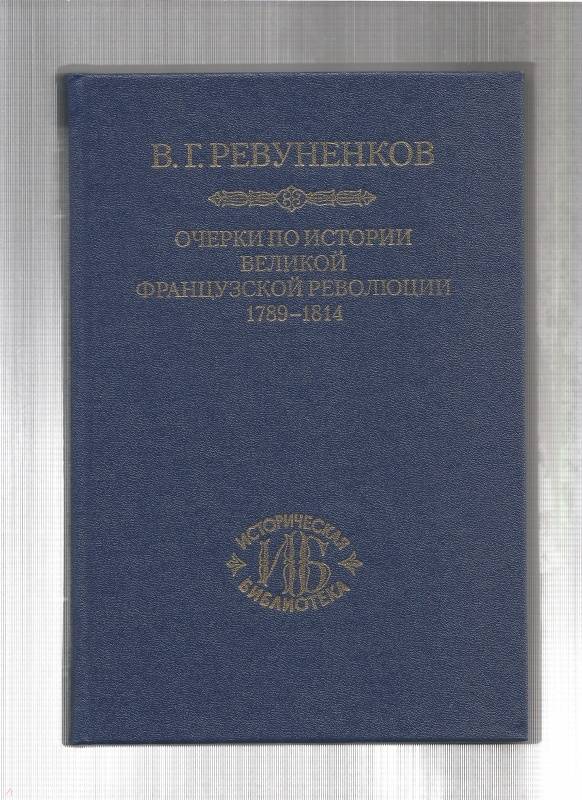 В. Г. РЕВУНЕНКОВ
ОЧЕРКИ ПО ИСТОРИИ
ВЕЛИКОЙ
ФРАНЦУЗСКОЙ РЕВОЛЮЦИИ
1789–1814
ИСТОРИЧЕСКАЯ
ИБ
БИБЛИОТЕКА